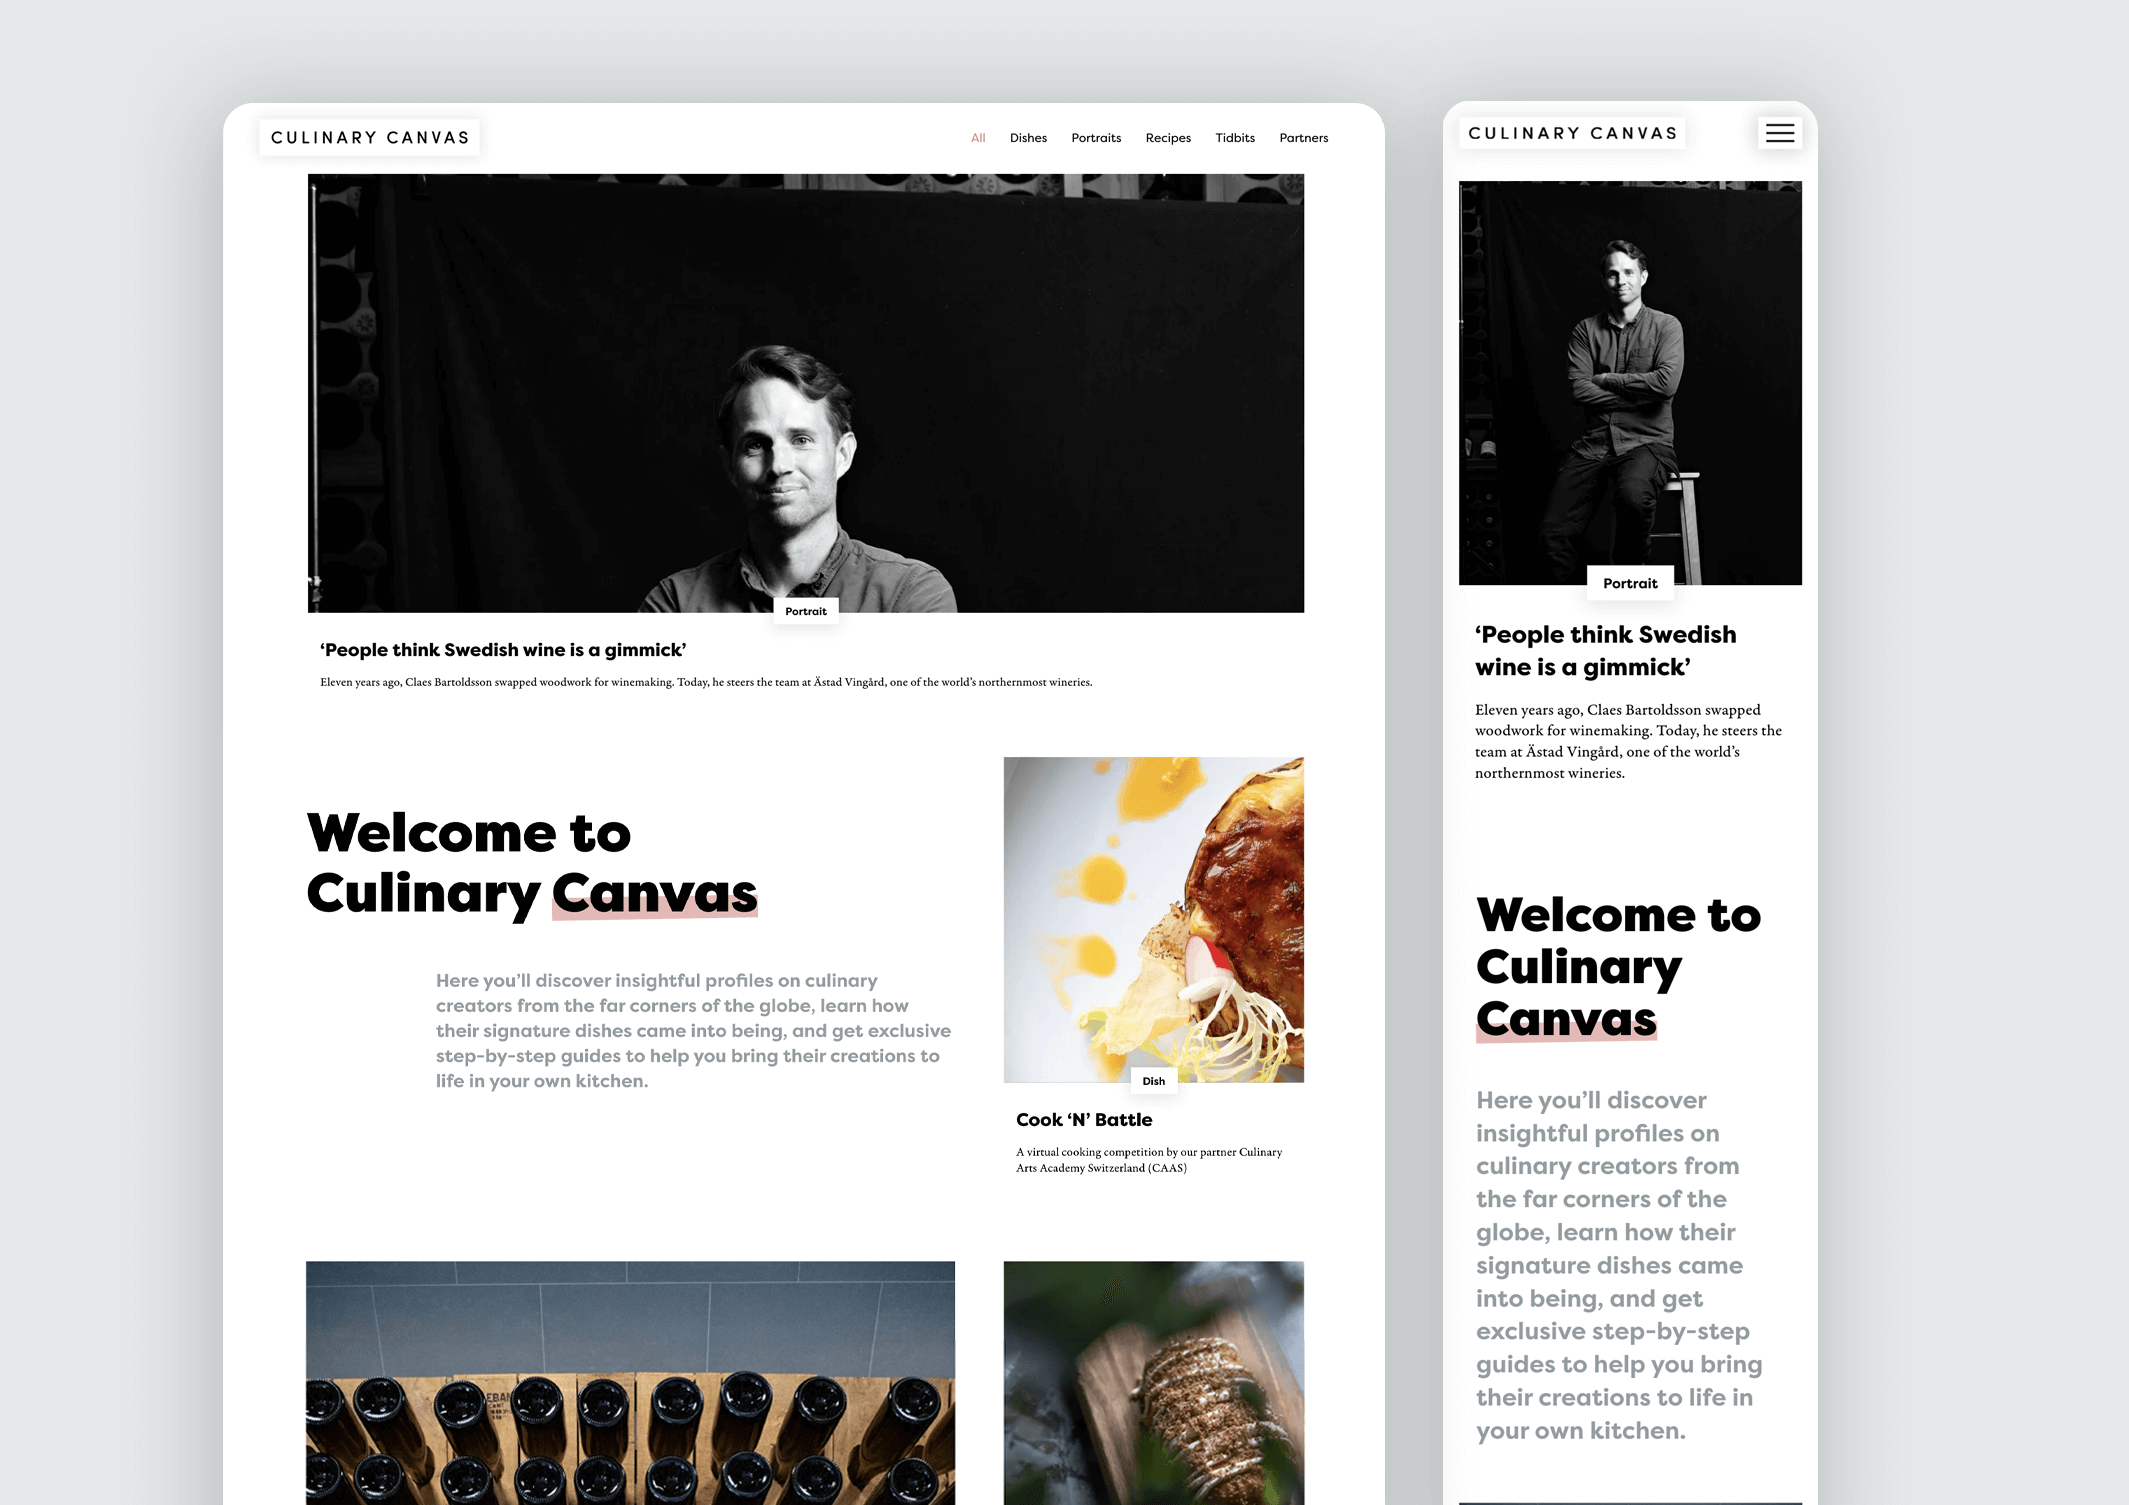 CULINARY CANVAS
All Dishes Portraits Recipes Tidbits Partners
Portrait
‘People think Swedish wine is a gimmick’
Eleven years ago, Claes Bartoldsson swapped woodwork for winemaking. Today, he steers the team at Ästad Vingård, one of the world’s northernmost wineries.
Welcome to
Culinary Canvas
Here you’ll discover insightful profiles on culinary
creators from the far corners of the globe, learn how
their signature dishes came into being, and get exclusive
step-by-step guides to help you bring their creations to
life in your own kitchen.
Dish
Cook ‘N’ Battle
A virtual cooking competition by our partner Culinary
Arts Academy Switzerland (CAAS)
CULINARY CANVAS
Portrait
‘People think Swedish
wine is a gimmick’
Eleven years ago, Claes Bartoldsson swapped
woodwork for winemaking. Today, he steers the
team at Ästad Vingård, one of the world’s
northernmost wineries.
Welcome to
Culinary
Canvas
Here you’ll discover
insightful profiles on
culinary creators from
the far corners of the
globe, learn how their
signature dishes came
into being, and get
exclusive step-by-step
guides to help you bring
their creations to life in
your own kitchen.